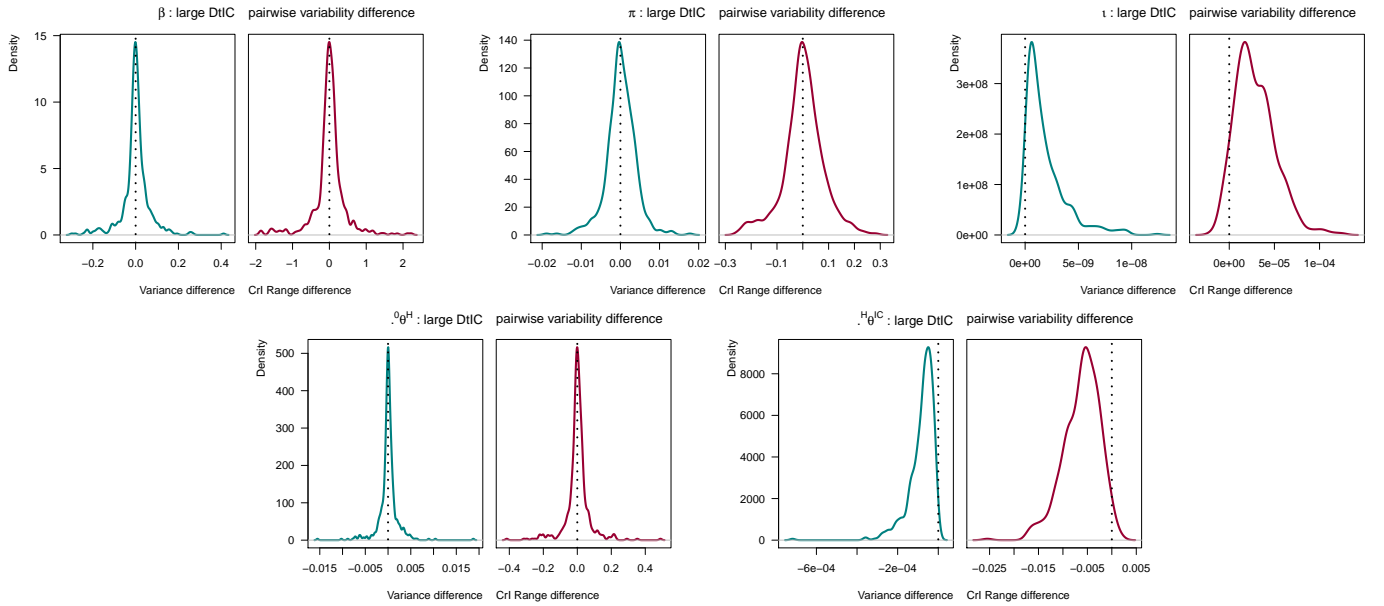 β : large DtIC pairwise variability difference
Density
15
10
5
0
−0.2 0.0 0.2 0.4
−2 −1 0 1 2
Variance difference CrI Range difference
π : large DtIC pairwise variability difference
Density
140
120
100
80
60
40
20
0
−0.02 −0.01 0.00 0.01 0.02
−0.3 −0.1 0.0 0.1 0.2 0.3
Variance difference CrI Range difference
ι : large DtIC pairwise variability difference
Density
3e+08
2e+08
1e+08
0e+00
0e+00 5e−09 1e−08
0e+00 5e−05 1e−04
Variance difference CrI Range difference
.⁰θᴴ : large DtIC pairwise variability difference
Density
500
400
300
200
100
0
−0.015 −0.005 0.005 0.015
−0.4 −0.2 0.0 0.2 0.4
Variance difference CrI Range difference
.ᴴθᴵᶜ : large DtIC pairwise variability difference
Density
8000
6000
4000
2000
0
−6e−04 −2e−04
−0.025 −0.015 −0.005 0.005
Variance difference CrI Range difference